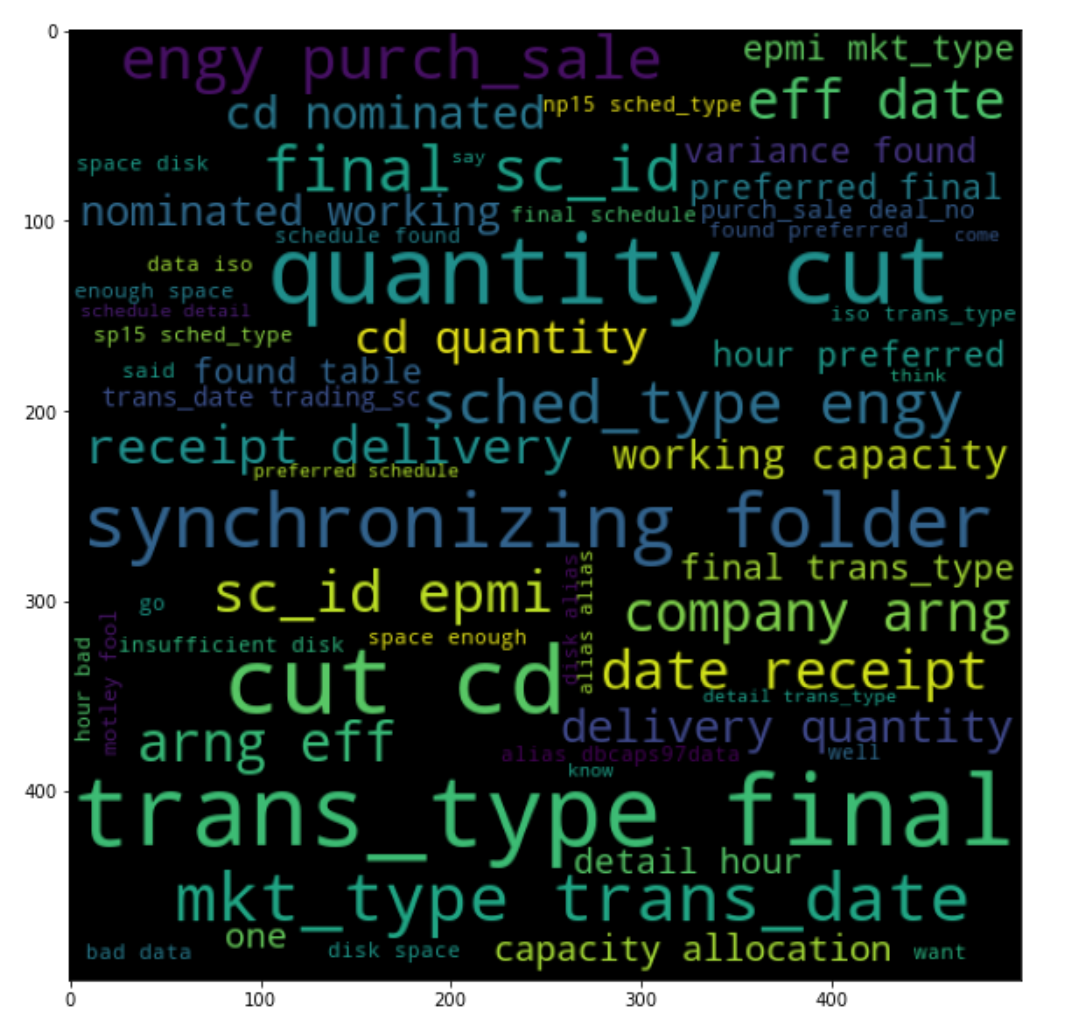 0
engy purch_sale
epmi mkt_type
cd nominated
np15 sched_type
eff date
space disk
final
say
sc_id
variance found
preferred final
100
nominated working
final schedule
purch_sale deal_no
schedule found
found preferred
come
data iso
quantity cut
enough space
schedule detail
iso trans_type
sp15 sched_type
cd quantity
hour preferred
said
found table
think
trans_date trading_sc
200
sched_type engy
receipt delivery
working capacity
preferred schedule
synchronizing folder
disk alias
alias alias
final trans_type
300
go
sc_id epmi
company arng
hour bad
motley fool
insufficient disk
space enough
cut cd
date receipt
detail trans_type
arng eff
delivery quantity
alias dbcaps97data
well
know
400
trans_type final
detail hour
mkt_type trans_date
one
bad data
disk space
capacity allocation
want
0 100 200 300 400